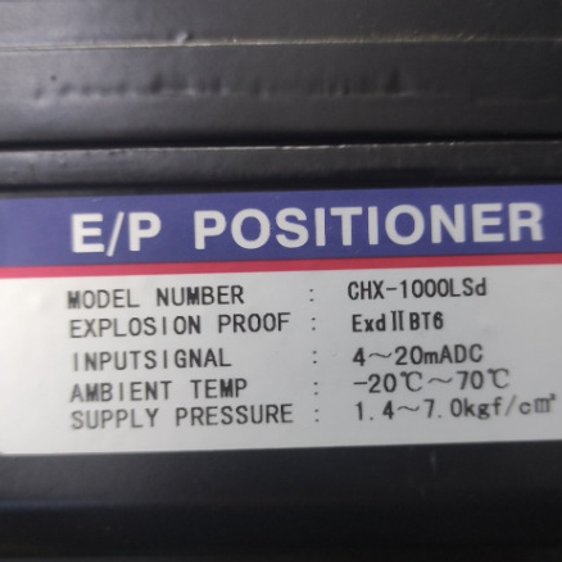 E/P POSITIONER
MODEL NUMBER : CHX-1000LSd
EXPLOSION PROOF : ExdⅡBT6
INPUTSIGNAL : 4～20mADC
AMBIENT TEMP : -20℃～70℃
SUPPLY PRESSURE : 1.4～7.0kgf/c㎡